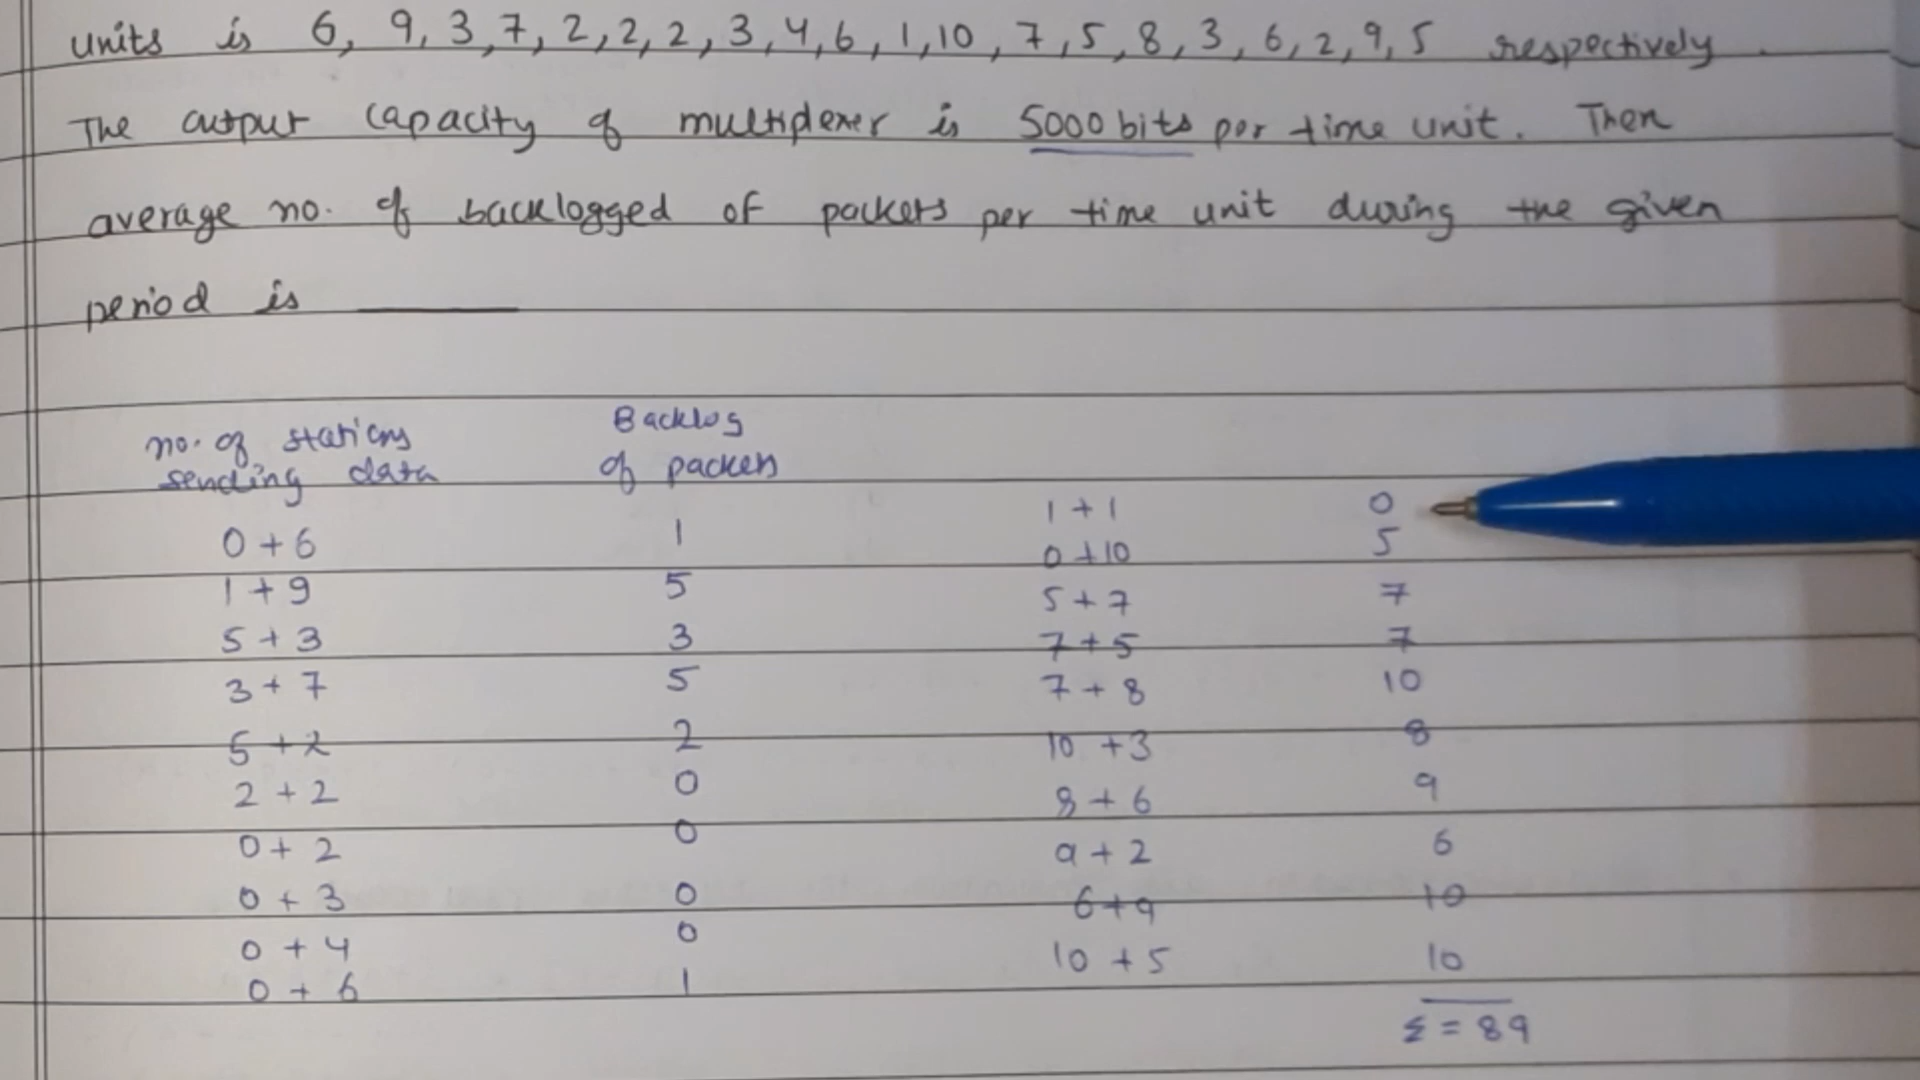 units is 6, 9, 3, 7, 2, 2, 2, 3, 4, 6, 1, 10, 7, 5, 8, 3, 6, 2, 9, 5 respectively.
The output capacity of multiplexer is 5000 bits per time unit. Then
average no. of backlogged of packets per time unit during the given
period is ______
no. of stations sending data
Backlog of packets
0 + 6 1
1 + 9 5
5 + 3 3
3 + 7 5
5 + 2 2
2 + 2 0
0 + 2 0
0 + 3 0
0 + 4 0
0 + 6 1
1 + 1 0
0 + 10 5
5 + 7 7
7 + 5 7
7 + 8 10
10 + 3 8
8 + 6 9
9 + 2 6
6 + 9 10
10 + 5 10
Σ = 89